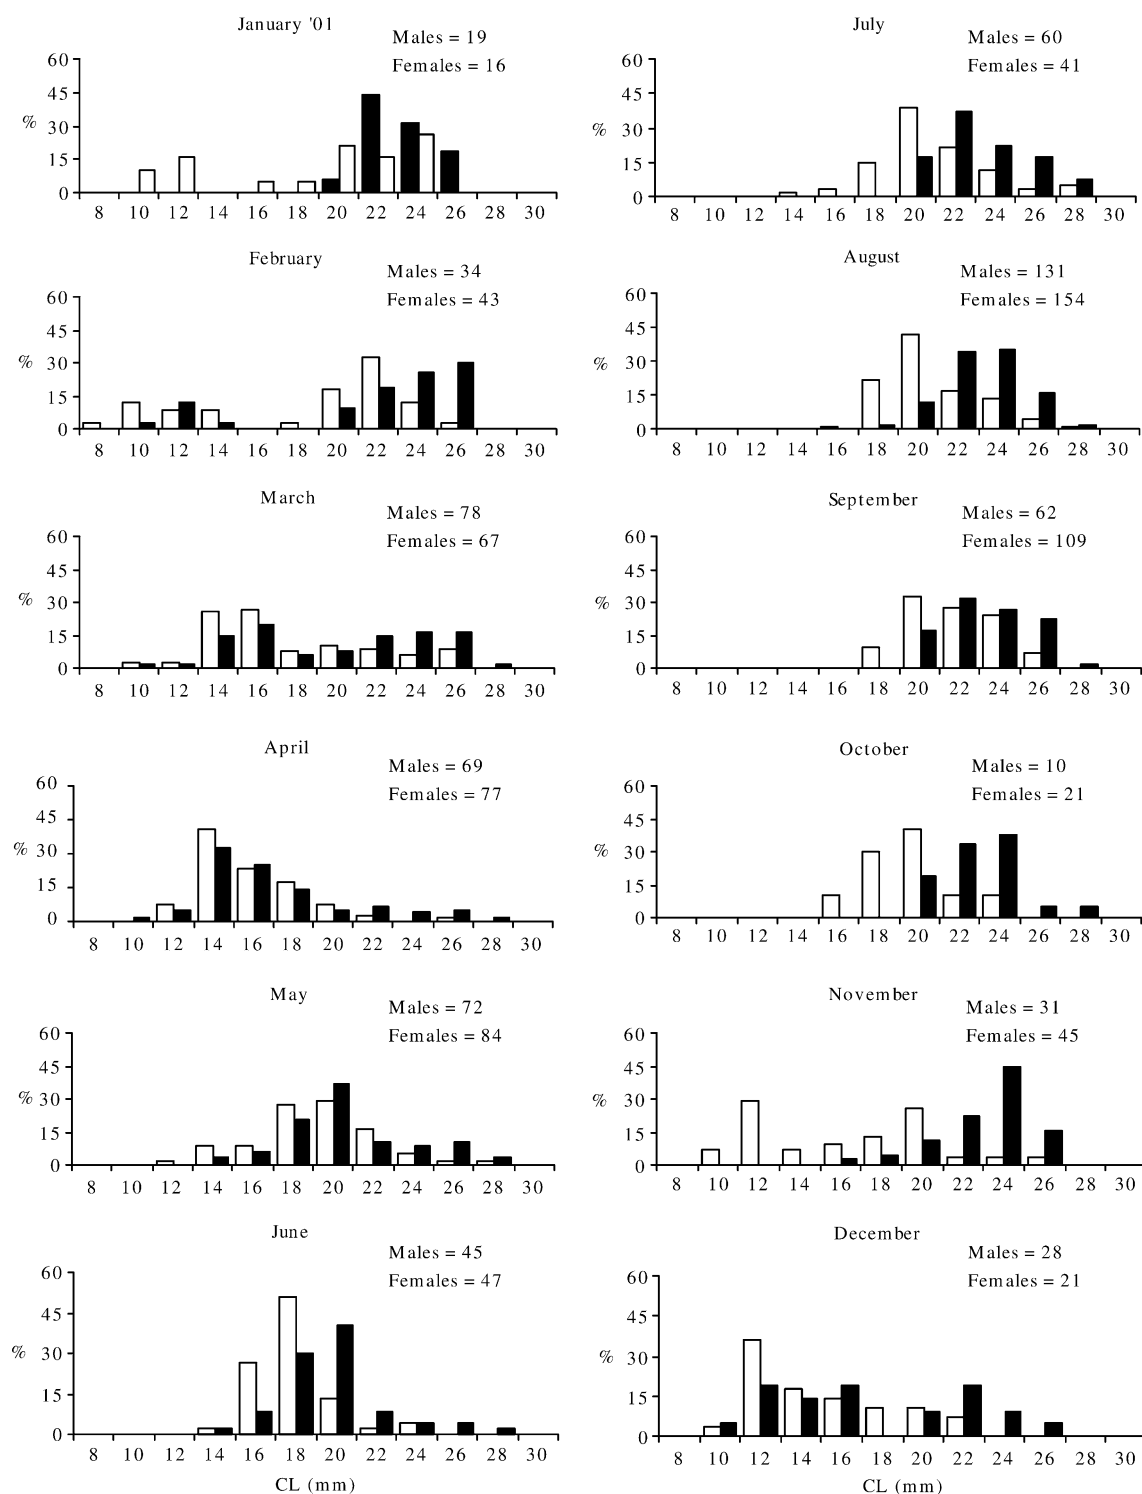 January '01
Males = 19
Females = 16
60
45
% 30
15
0
8 10 12 14 16 18 20 22 24 26 28 30
July
Males = 60
Females = 41
60
45
% 30
15
0
8 10 12 14 16 18 20 22 24 26 28 30
February
Males = 34
Females = 43
60
45
% 30
15
0
8 10 12 14 16 18 20 22 24 26 28 30
August
Males = 131
Females = 154
60
45
% 30
15
0
8 10 12 14 16 18 20 22 24 26 28 30
March
Males = 78
Females = 67
60
45
% 30
15
0
8 10 12 14 16 18 20 22 24 26 28 30
September
Males = 62
Females = 109
60
45
% 30
15
0
8 10 12 14 16 18 20 22 24 26 28 30
April
Males = 69
Females = 77
60
45
% 30
15
0
8 10 12 14 16 18 20 22 24 26 28 30
October
Males = 10
Females = 21
60
45
% 30
15
0
8 10 12 14 16 18 20 22 24 26 28 30
May
Males = 72
Females = 84
60
45
% 30
15
0
8 10 12 14 16 18 20 22 24 26 28 30
November
Males = 31
Females = 45
60
45
% 30
15
0
8 10 12 14 16 18 20 22 24 26 28 30
June
Males = 45
Females = 47
60
45
% 30
15
0
8 10 12 14 16 18 20 22 24 26 28 30
CL (mm)
December
Males = 28
Females = 21
60
45
% 30
15
0
8 10 12 14 16 18 20 22 24 26 28 30
CL (mm)